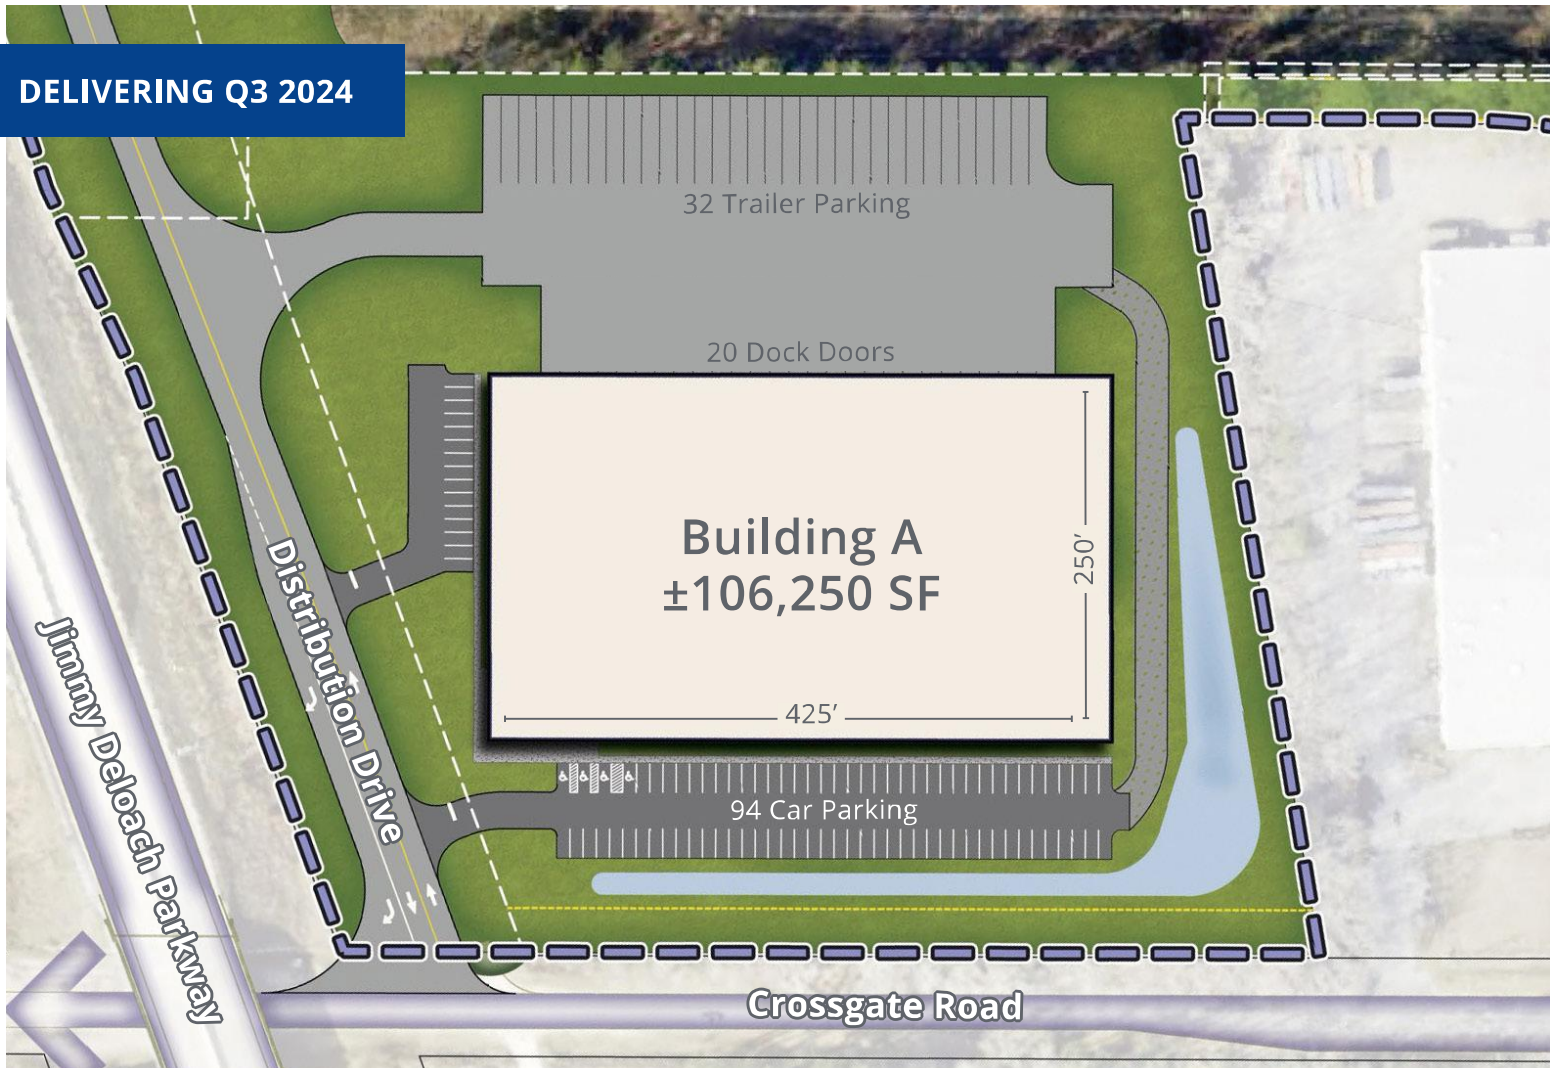 DELIVERING Q3 2024
32 Trailer Parking
20 Dock Doors
Building A
±106,250 SF
250'
425'
94 Car Parking
Distribution Drive
Jimmy Deloach Parkway
Crossgate Road